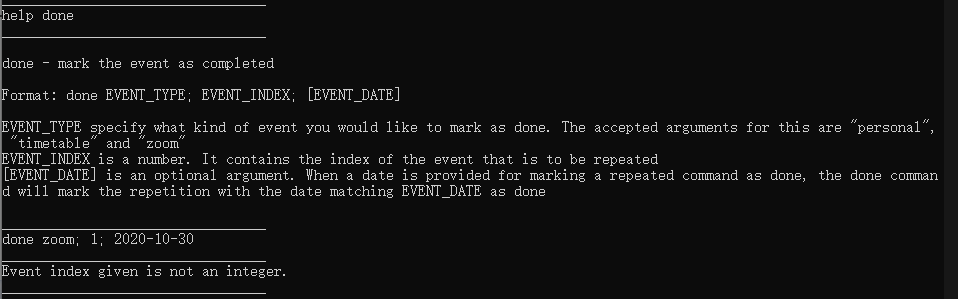 help done
done - mark the event as completed
Format: done EVENT_TYPE; EVENT_INDEX; [EVENT_DATE]
EVENT_TYPE specify what kind of event you would like to mark as done. The accepted arguments for this are "personal",
"timetable" and "zoom"
EVENT_INDEX is a number. It contains the index of the event that is to be repeated
[EVENT_DATE] is an optional argument. When a date is provided for marking a repeated command as done, the done comman
d will mark the repetition with the date matching EVENT_DATE as done
done zoom; 1; 2020-10-30
Event index given is not an integer.